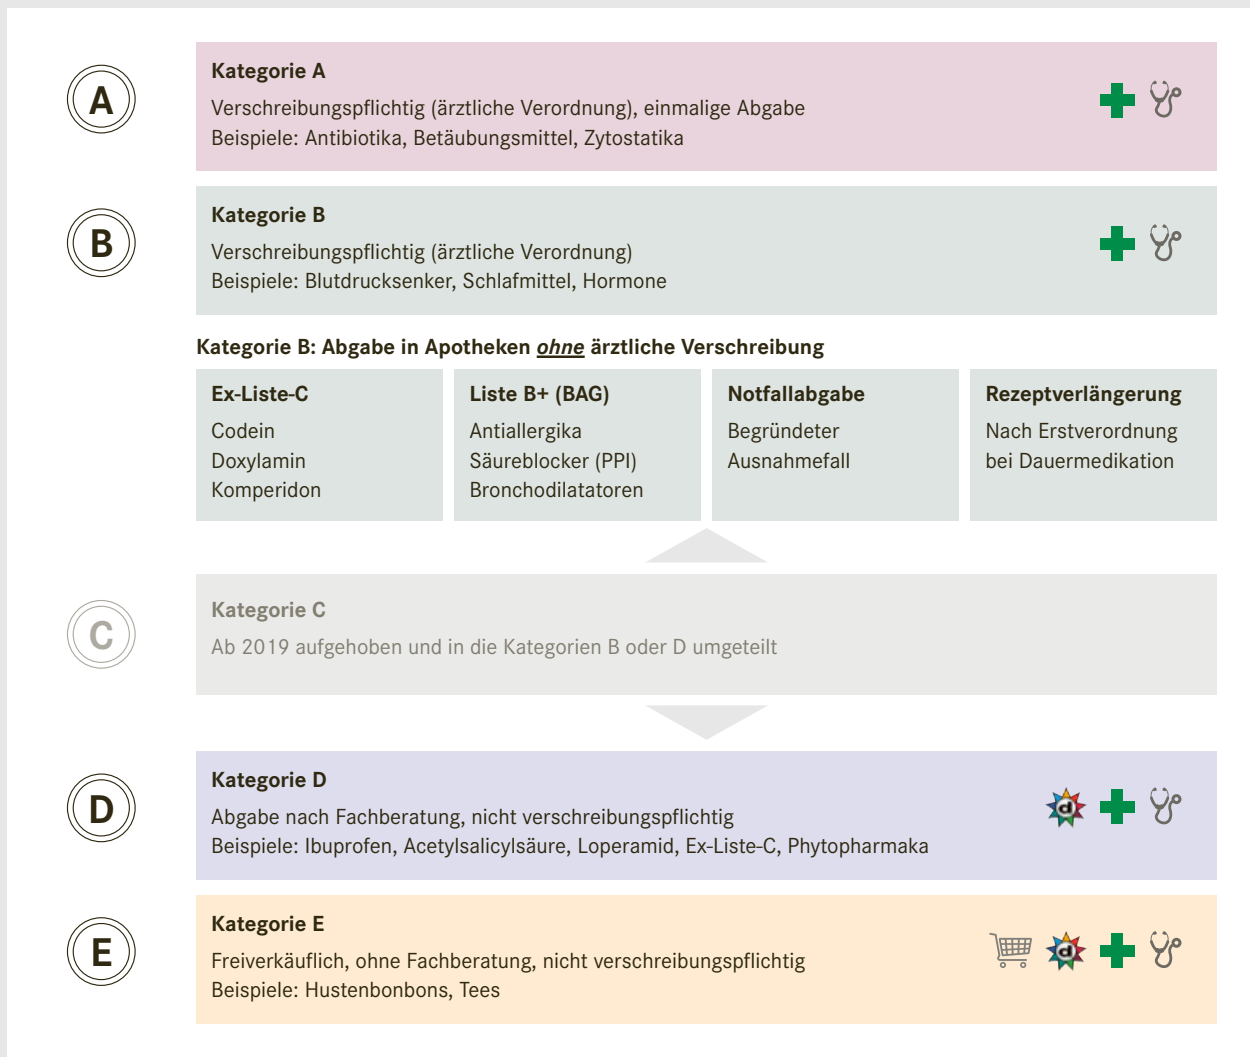 A
Kategorie A
Verschreibungspflichtig (ärztliche Verordnung), einmalige Abgabe
Beispiele: Antibiotika, Betäubungsmittel, Zytostatika
B
Kategorie B
Verschreibungspflichtig (ärztliche Verordnung)
Beispiele: Blutdrucksenker, Schlafmittel, Hormone
Kategorie B: Abgabe in Apotheken ohne ärztliche Verschreibung
Ex-Liste-C
Codein
Doxylamin
Komperidon
Liste B+ (BAG)
Antiallergika
Säureblocker (PPI)
Bronchodilatatoren
Notfallabgabe
Begründeter
Ausnahmefall
Rezeptverlängerung
Nach Erstverordnung
bei Dauermedikation
C
Kategorie C
Ab 2019 aufgehoben und in die Kategorien B oder D umgeteilt
D
Kategorie D
Abgabe nach Fachberatung, nicht verschreibungspflichtig
Beispiele: Ibuprofen, Acetylsalicylsäure, Loperamid, Ex-Liste-C, Phytopharmaka
d
E
Kategorie E
Freiverkäuflich, ohne Fachberatung, nicht verschreibungspflichtig
Beispiele: Hustenbonbons, Tees
d